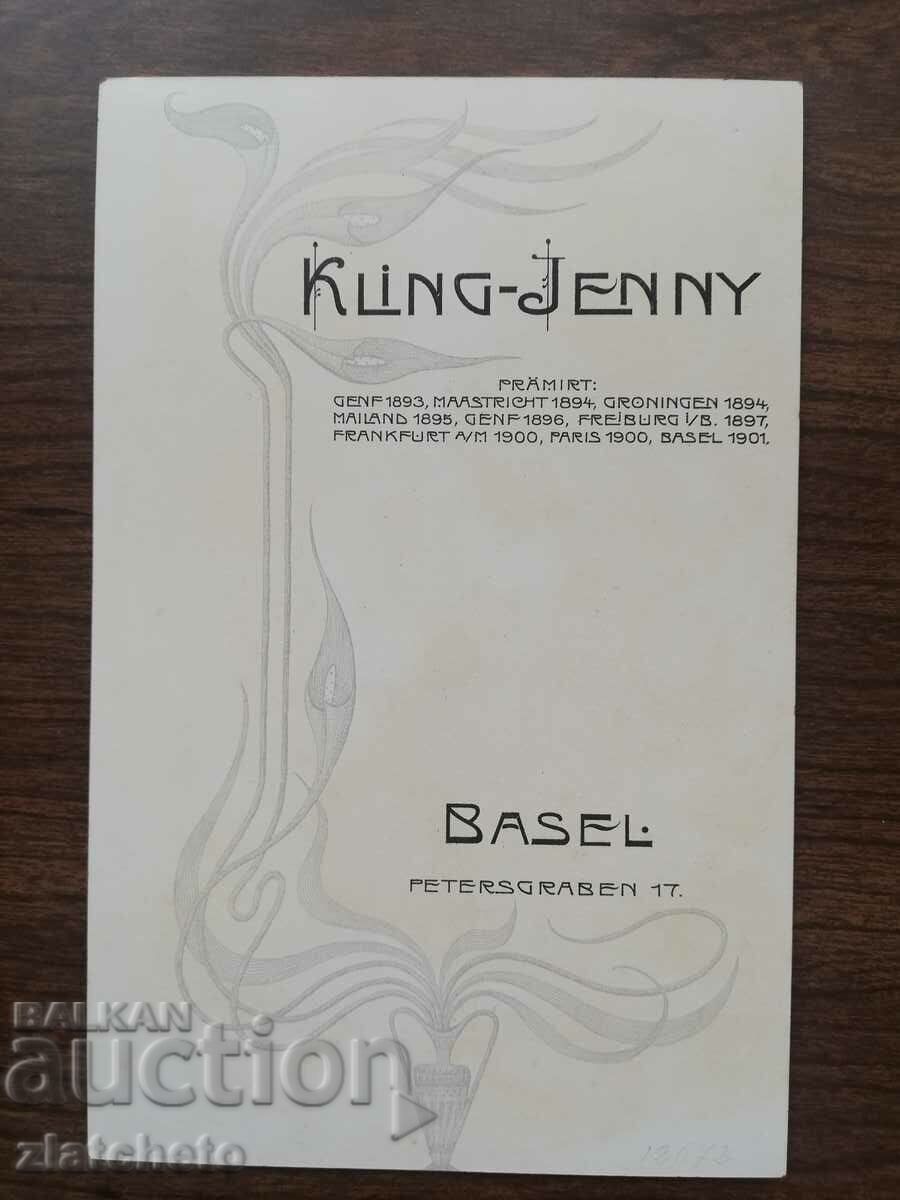 KLING-JENNY
PRÄMIRT:
GENF 1893, MAASTRICHT 1894, GRONINGEN 1894,
MAILAND 1895, GENF 1896, FREIBURG i/B. 1897,
FRANKFURT A/M 1900, PARIS 1900, BASEL 1901.
BASEL.
PETERSGRABEN 17.
BALKAN
auction
zlatcheto